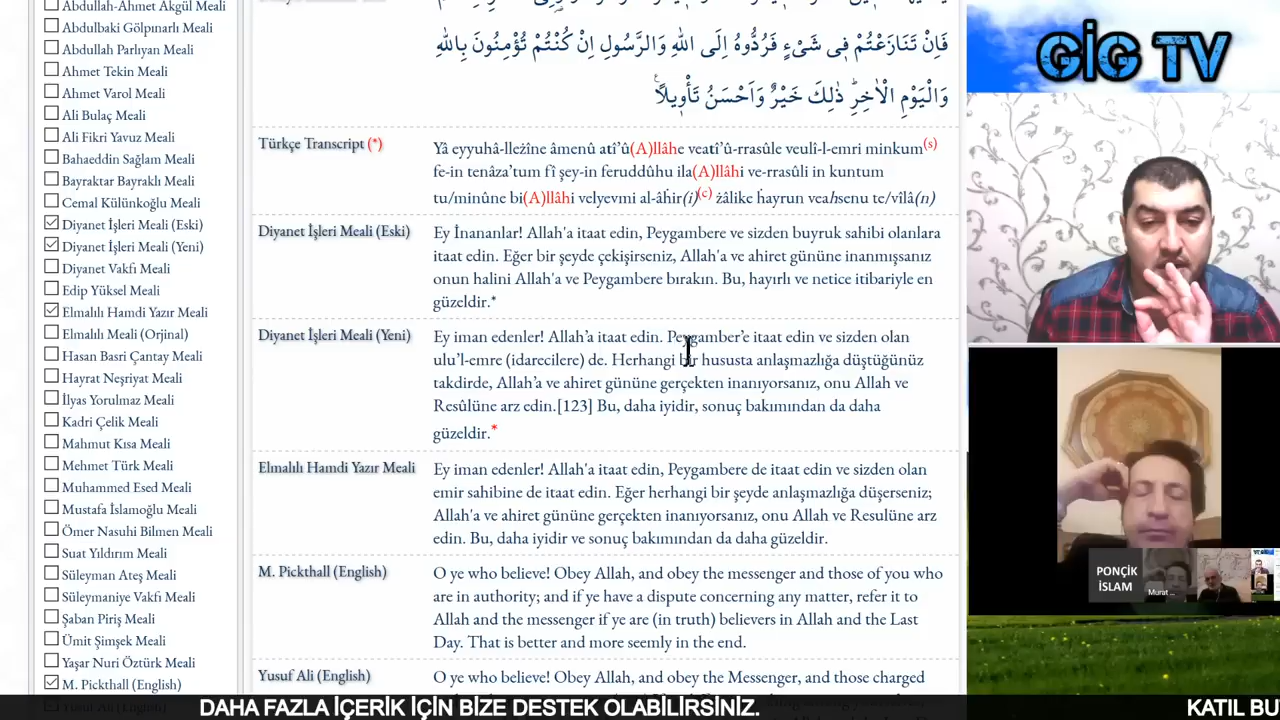 Abdullah-Ahmet Akgül Meali
Abdulbaki Gölpınarlı Meali
Abdullah Parlıyan Meali
Ahmet Tekin Meali
Ahmet Varol Meali
Ali Bulaç Meali
Ali Fikri Yavuz Meali
Bahaeddin Sağlam Meali
Bayraktar Bayraklı Meali
Cemal Külünkoğlu Meali
Diyanet İşleri Meali (Eski)
Diyanet İşleri Meali (Yeni)
Diyanet Vakfı Meali
Edip Yüksel Meali
Elmalılı Hamdi Yazır Meali
Elmalılı Meali (Orjinal)
Hasan Basri Çantay Meali
Hayrat Neşriyat Meali
İlyas Yorulmaz Meali
Kadri Çelik Meali
Mahmut Kısa Meali
Mehmet Türk Meali
Muhammed Esed Meali
Mustafa İslamoğlu Meali
Ömer Nasuhi Bilmen Meali
Suat Yıldırım Meali
Süleyman Ateş Meali
Süleymaniye Vakfı Meali
Şaban Piriş Meali
Ümit Şimşek Meali
Yaşar Nuri Öztürk Meali
M. Pickthall (English)
فَاِنْ تَنَازَعْتُمْ ف۪ي شَيْءٍ فَرُدُّوهُ اِلَى اللّٰهِ وَالرَّسُولِ اِنْ كُنْتُمْ تُؤْمِنُونَ بِاللّٰهِ
وَالْيَوْمِ الْاٰخِرِۜ ذٰلِكَ خَيْرٌ وَاَحْسَنُ تَأْو۪يلًا۟
Türkçe Transcript (*)
Yâ eyyuhâ-lleżîne âmenû atî’û(A)llâhe veatî’û-rrasûle veulî-l-emri minkum(s)
fe-in tenâza’tum fî şey-in feruddûhu ila(A)llâhi ve-rrasûli in kuntum
tu/minûne bi(A)llâhi velyevmi al-âḣir(i)(c) żâlike ḣayrun veahsenu te/vîlâ(n)
Diyanet İşleri Meali (Eski)
Ey İnananlar! Allah'a itaat edin, Peygambere ve sizden buyruk sahibi olanlara
itaat edin. Eğer bir şeyde çekişirseniz, Allah'a ve ahiret gününe inanmışsanız
onun halini Allah'a ve Peygambere bırakın. Bu, hayırlı ve netice itibariyle en
güzeldir.*
Diyanet İşleri Meali (Yeni)
Ey iman edenler! Allah’a itaat edin. Peygamber’e itaat edin ve sizden olan
ulu’l-emre (idarecilere) de. Herhangi bir hususta anlaşmazlığa düştüğünüz
takdirde, Allah’a ve ahiret gününe gerçekten inanıyorsanız, onu Allah ve
Resûlüne arz edin.[123] Bu, daha iyidir, sonuç bakımından da daha
güzeldir.*
Elmalılı Hamdi Yazır Meali
Ey iman edenler! Allah'a itaat edin, Peygambere de itaat edin ve sizden olan
emir sahibine de itaat edin. Eğer herhangi bir şeyde anlaşmazlığa düşerseniz;
Allah'a ve ahiret gününe gerçekten inanıyorsanız, onu Allah ve Resulüne arz
edin. Bu, daha iyidir ve sonuç bakımından da daha güzeldir.
M. Pickthall (English)
O ye who believe! Obey Allah, and obey the messenger and those of you who
are in authority; and if ye have a dispute concerning any matter, refer it to
Allah and the messenger if ye are (in truth) believers in Allah and the Last
Day. That is better and more seemly in the end.
Yusuf Ali (English)
O ye who believe! Obey Allah, and obey the Messenger, and those charged
GİG TV
PONÇİK
İSLAM
Murat ...
DAHA FAZLA İÇERİK İÇİN BİZE DESTEK OLABİLİRSİNİZ.
KATIL BU